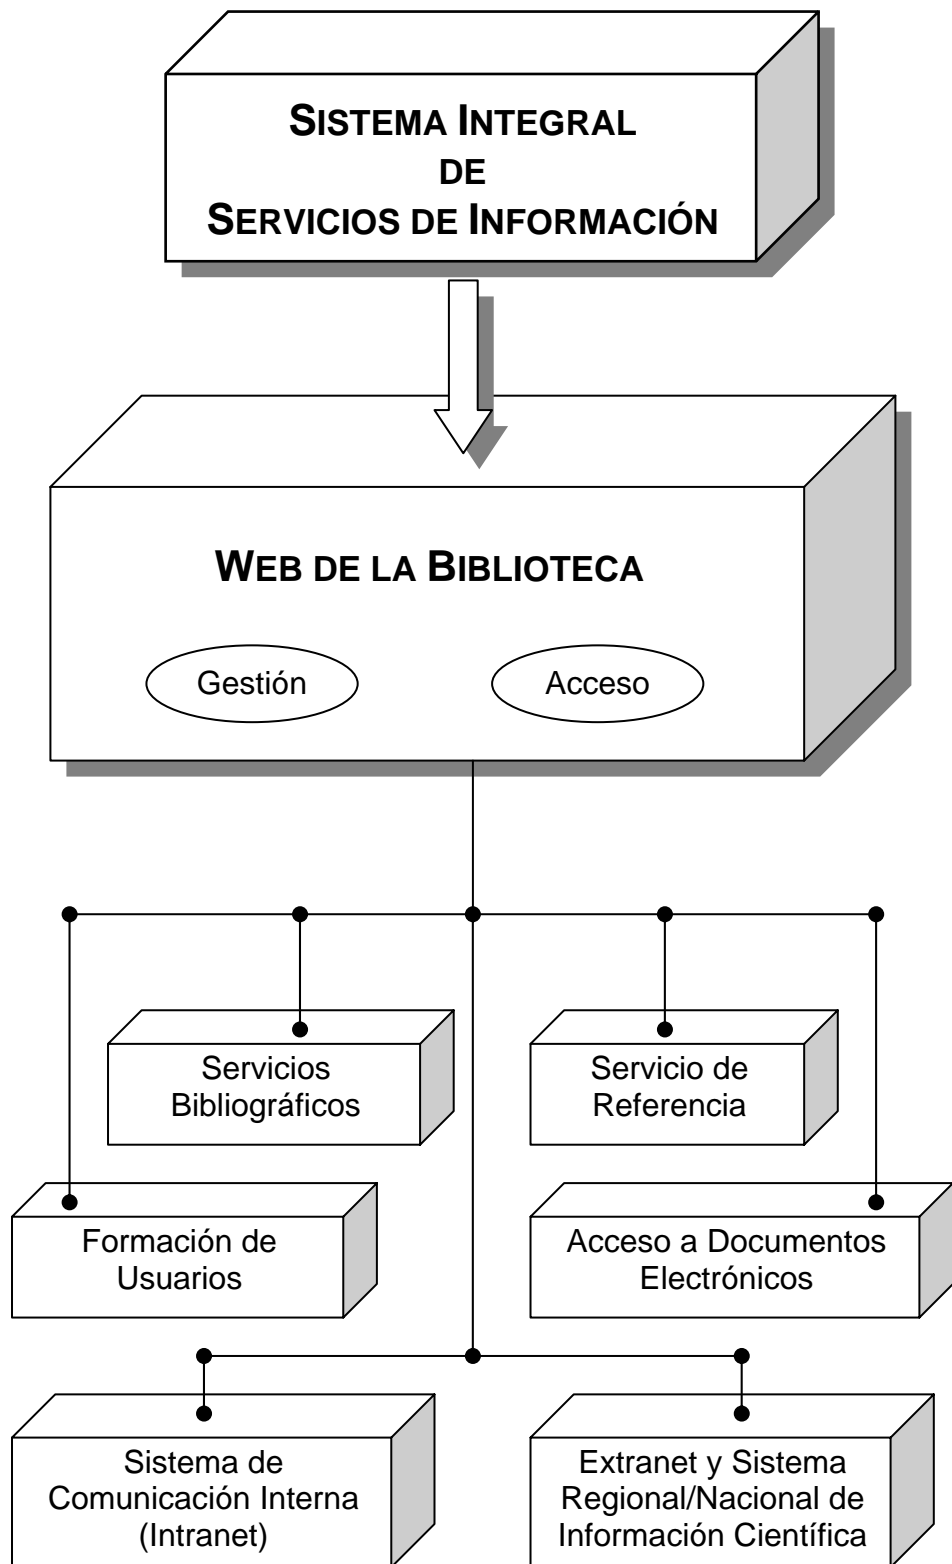 SISTEMA INTEGRAL
DE
SERVICIOS DE INFORMACIÓN
WEB DE LA BIBLIOTECA
Gestión
Acceso
Servicios
Bibliográficos
Servicio de
Referencia
Formación de
Usuarios
Acceso a Documentos
Electrónicos
Sistema de
Comunicación Interna
(Intranet)
Extranet y Sistema
Regional/Nacional de
Información Científica